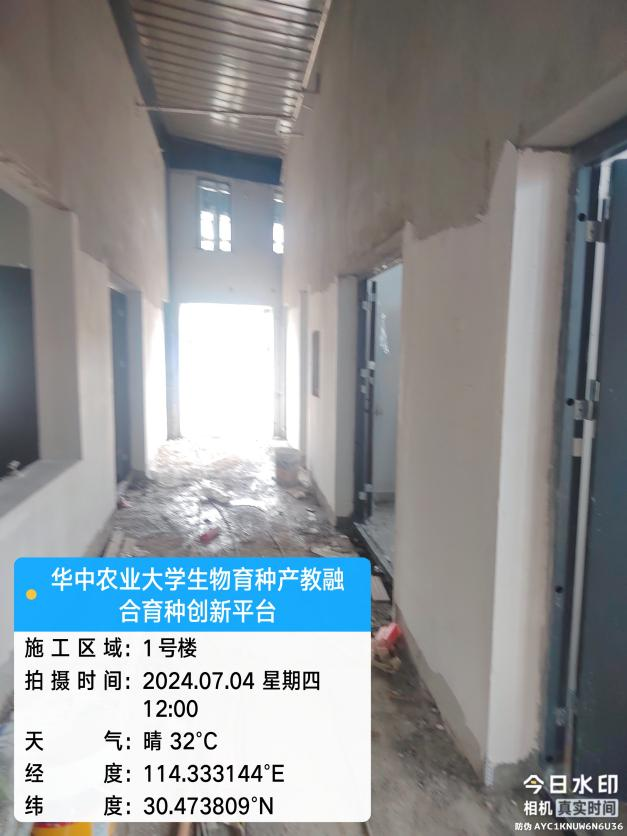 华中农业大学生物育种产教融
合育种创新平台
施工区域：1号楼
拍摄时间：2024.07.04 星期四
12:00
天气：晴 32°C
经度：114.333144°E
纬度：30.473809°N
今日水印
相机 真实时间
防伪 AYC1KNUW6N6U36